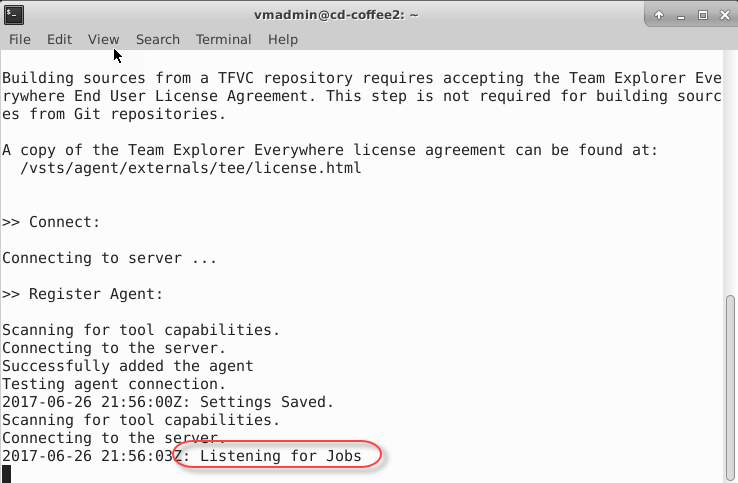 vmadmin@cd-coffee2: ~
File Edit View Search Terminal Help
Building sources from a TFVC repository requires accepting the Team Explorer Eve
rywhere End User License Agreement. This step is not required for building sourc
es from Git repositories.
A copy of the Team Explorer Everywhere license agreement can be found at:
/vsts/agent/externals/tee/license.html
>> Connect:
Connecting to server ...
>> Register Agent:
Scanning for tool capabilities.
Connecting to the server.
Successfully added the agent
Testing agent connection.
2017-06-26 21:56:00Z: Settings Saved.
Scanning for tool capabilities.
Connecting to the server.
2017-06-26 21:56:03Z: Listening for Jobs